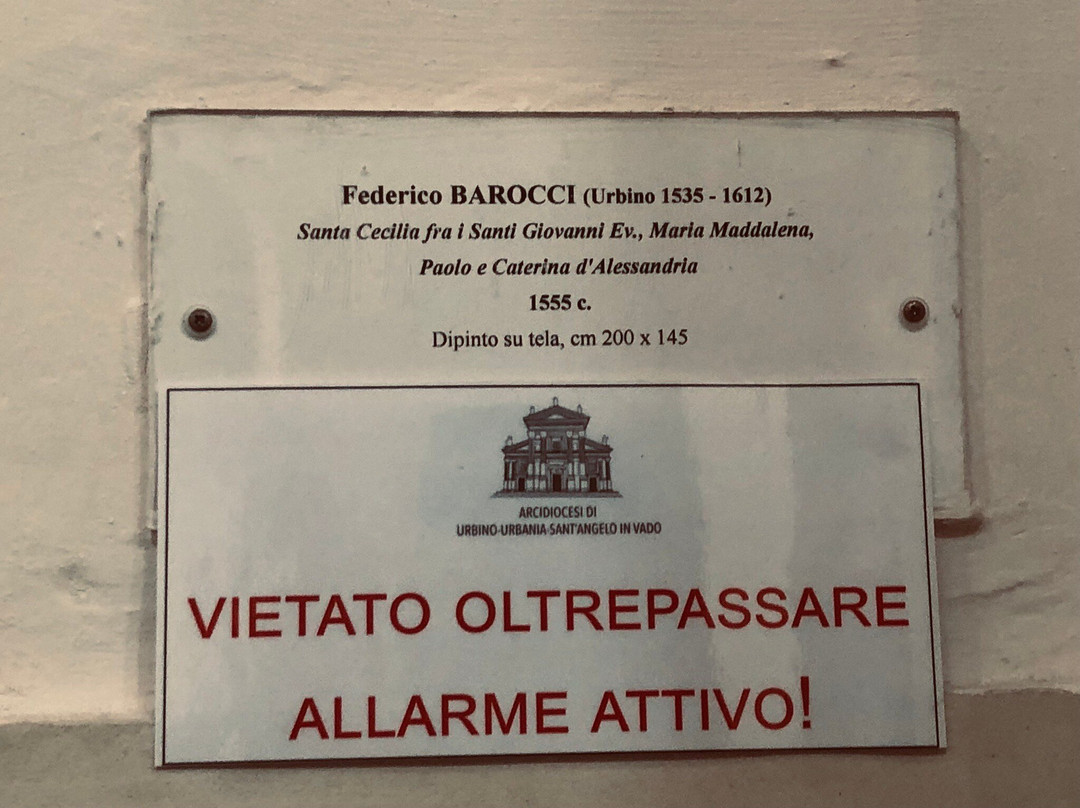 Federico BAROCCI (Urbino 1535 - 1612)
Santa Cecilia fra i Santi Giovanni Ev., Maria Maddalena,
Paolo e Caterina d'Alessandria
1555 c.
Dipinto su tela, cm 200 x 145
ARCIDIOCESI DI
URBINO-URBANIA-SANT'ANGELO IN VADO
VIETATO OLTREPASSARE
ALLARME ATTIVO!